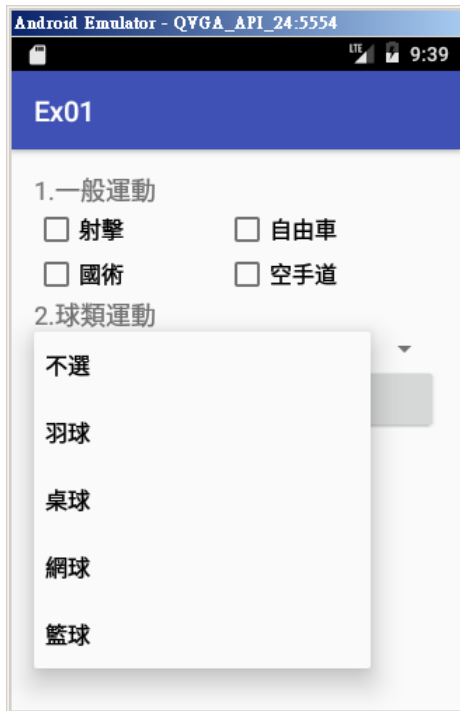 Android Emulator - QVGA_API_24:5554
LTE 9:39
Ex01
1.一般運動
射擊 自由車
國術 空手道
2.球類運動
不選
羽球
桌球
網球
籃球